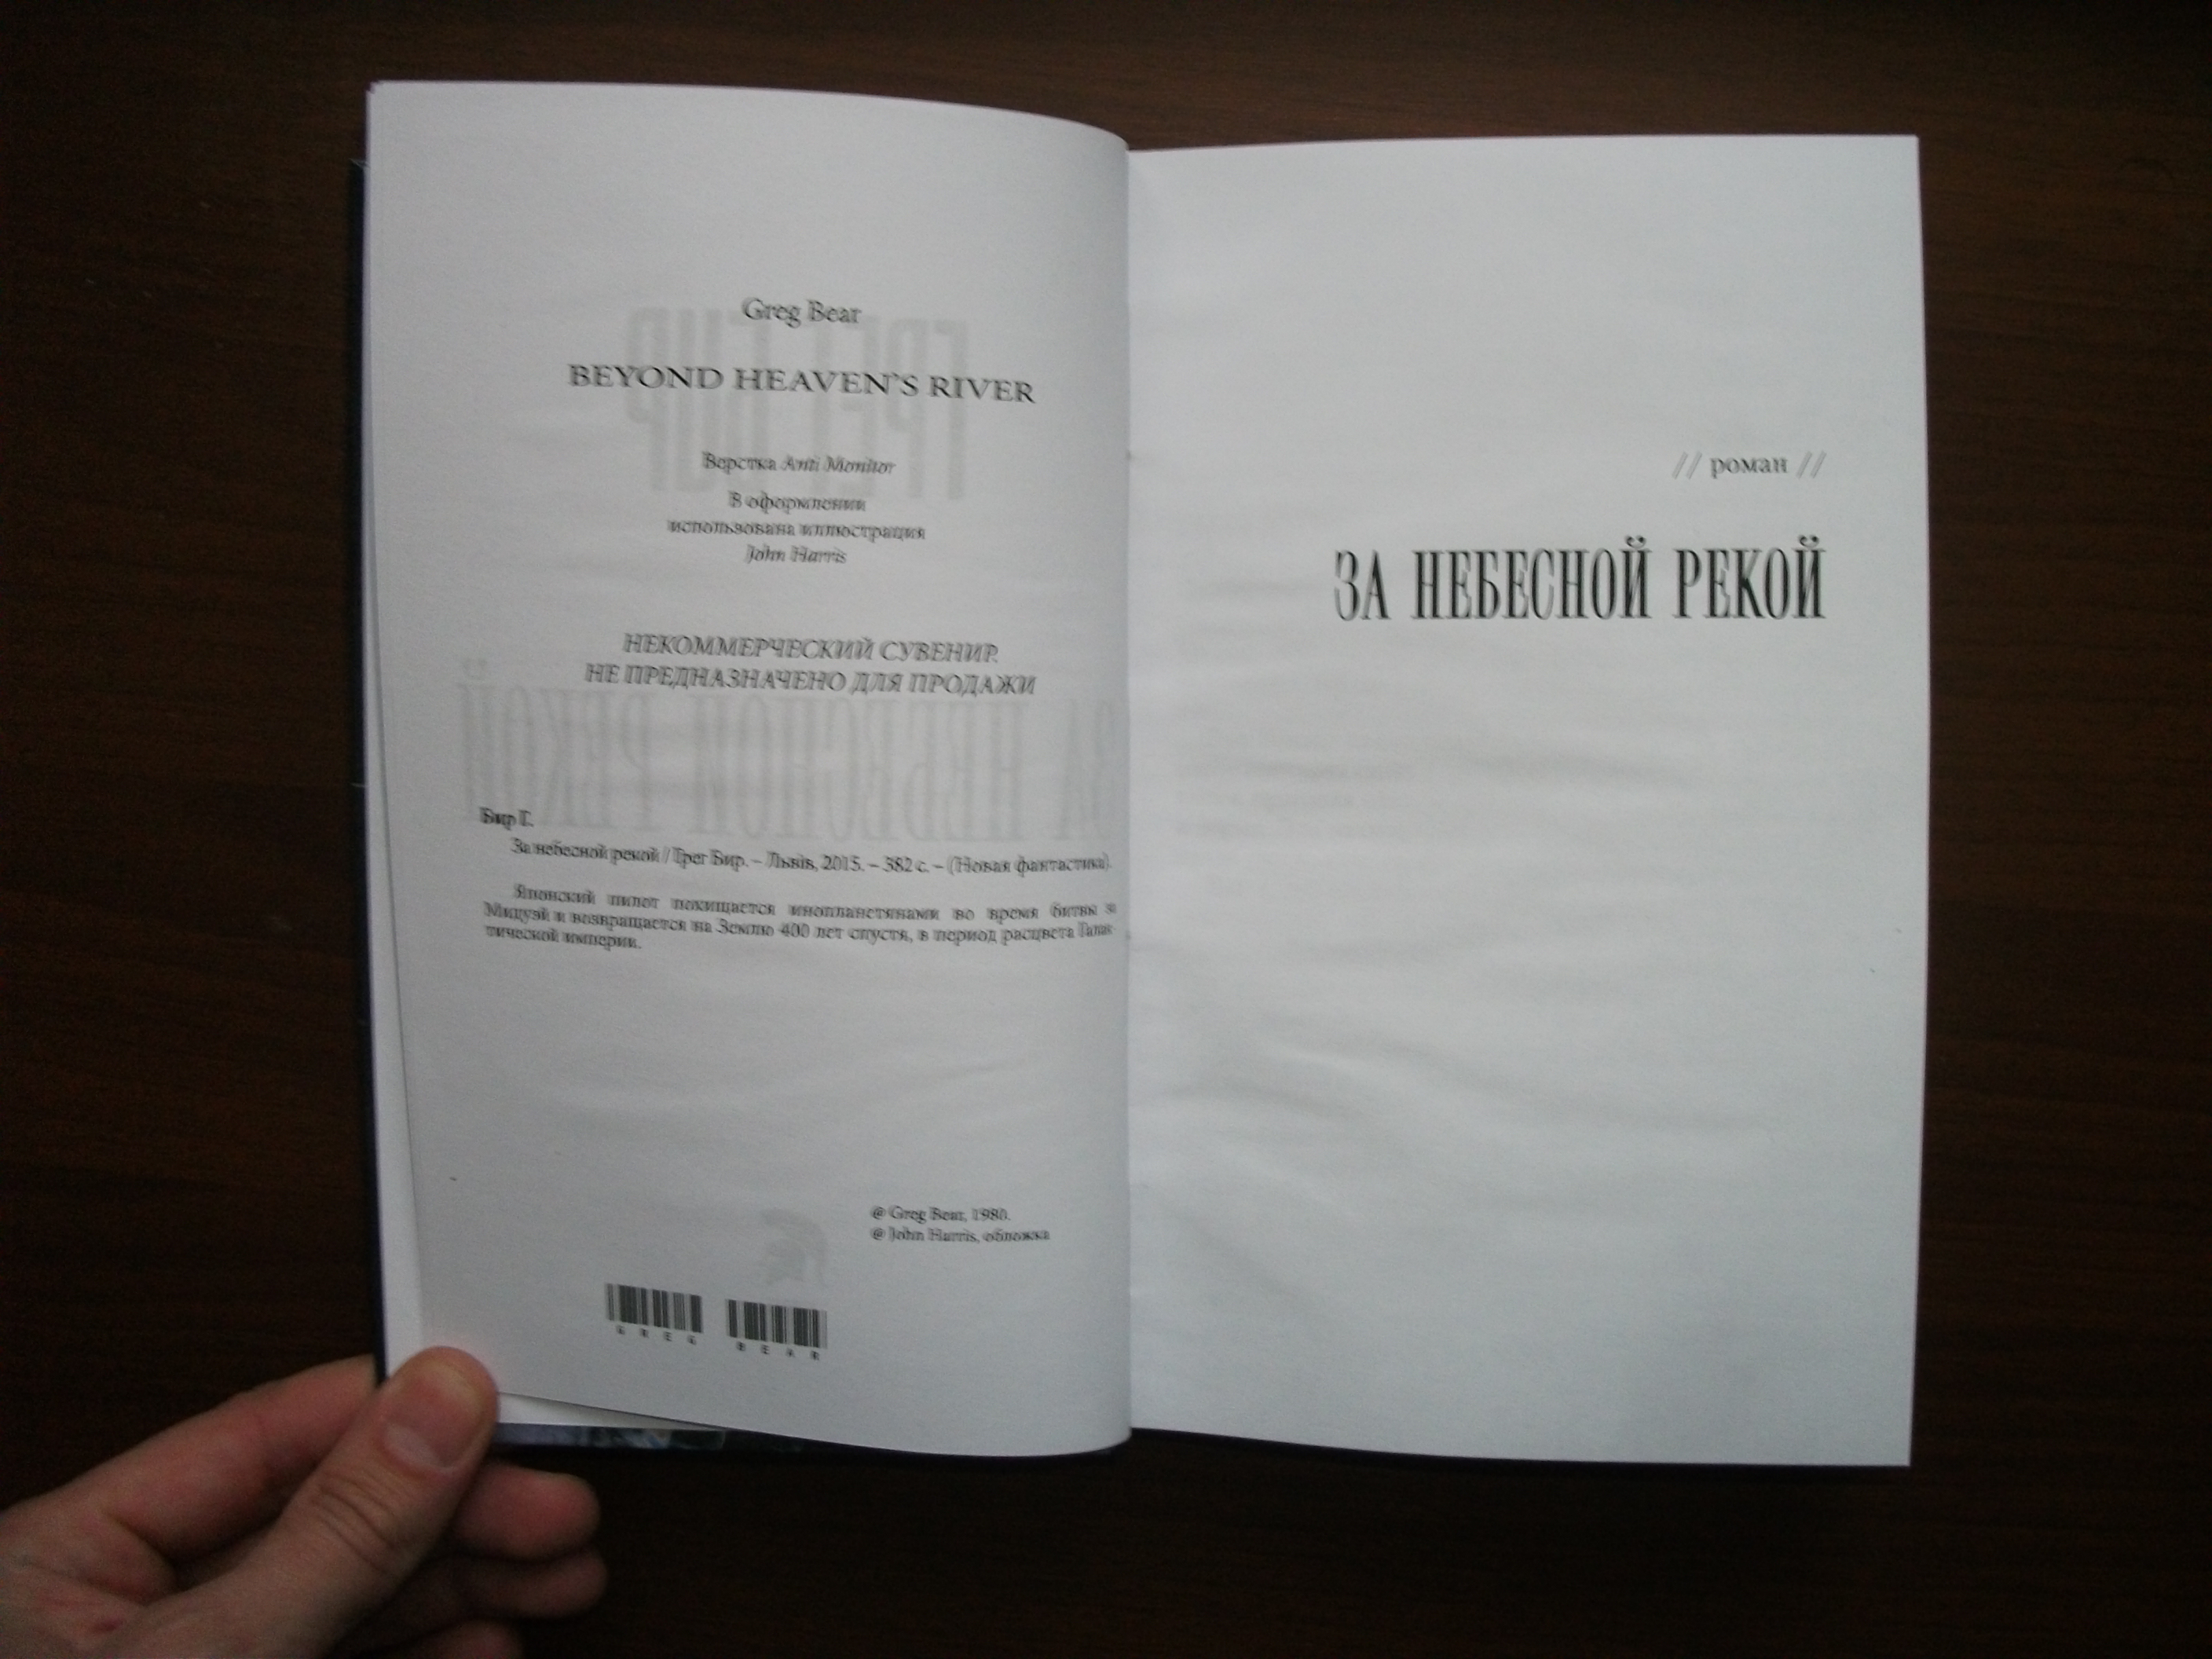 Greg Bear
BEYOND HEAVEN'S RIVER
Верстка Anti Monitor
В оформлении
использована иллюстрация
John Harris
НЕКОММЕРЧЕСКИЙ СУВЕНИР.
НЕ ПРЕДНАЗНАЧЕНО ДЛЯ ПРОДАЖИ
Бир Г.
За небесной рекой // Грег Бир. – Львів, 2015. – 382 с. – (Новая фантастика).
Японский пилот похищается инопланетянами во время битвы за
Мидуэй и возвращается на Землю 400 лет спустя, в период расцвета Галак-
тической империи.
@ Greg Bear, 1980.
@ John Harris, обложка
GREG BEAR
// роман //
ЗА НЕБЕСНОЙ РЕКОЙ